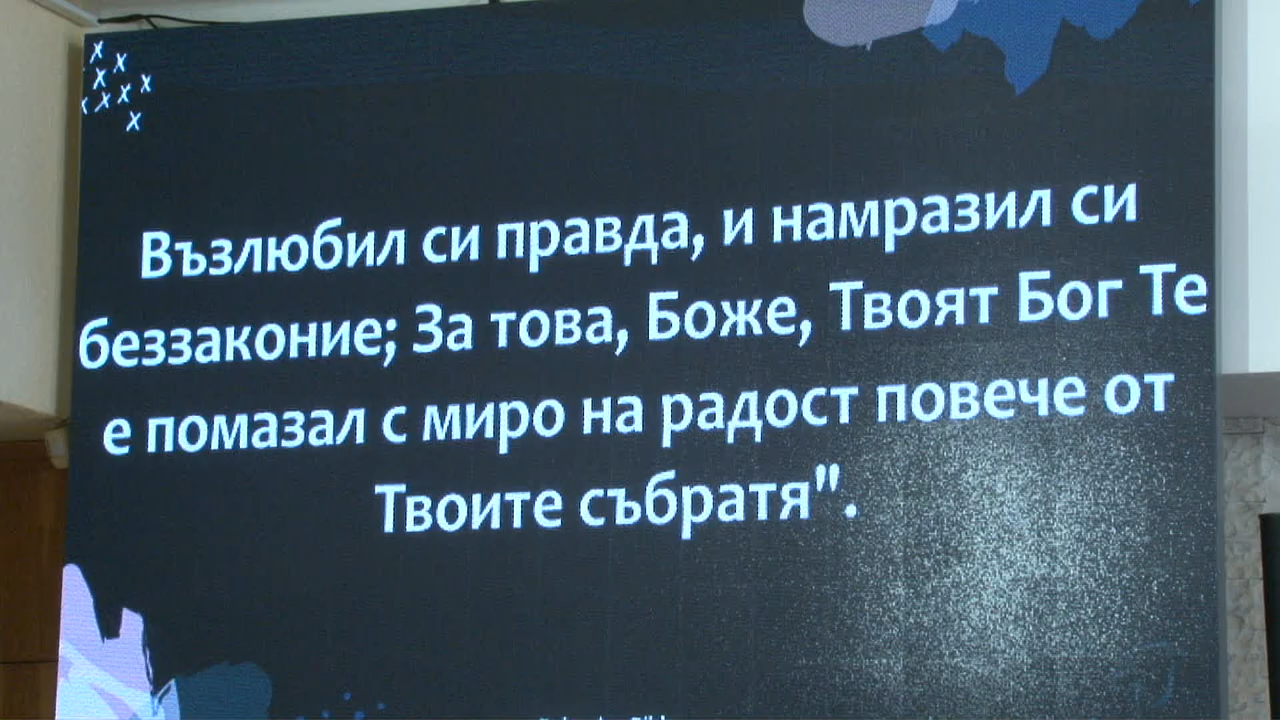 Възлюбил си правда, и намразил си
беззаконие; За това, Боже, Твоят Бог Те
е помазал с миро на радост повече от
Твоите събратя".